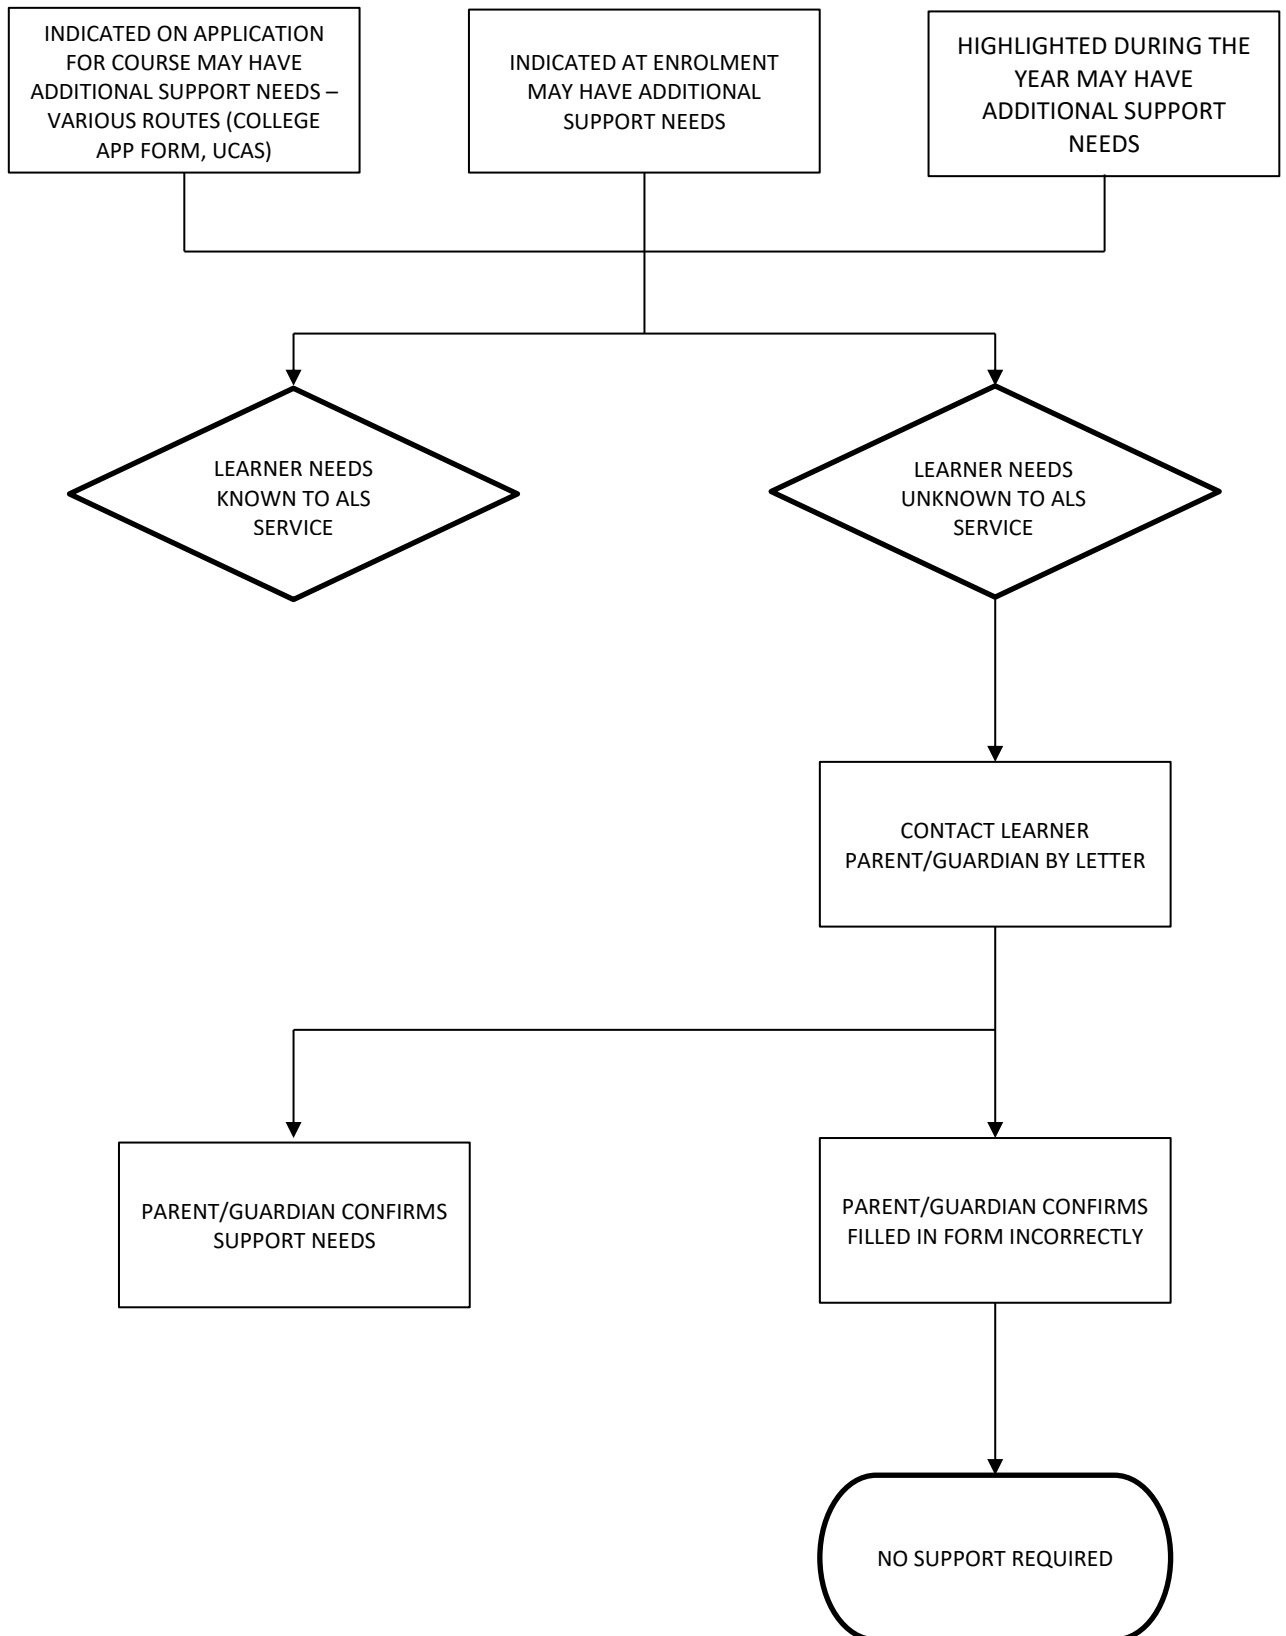 INDICATED ON APPLICATION
FOR COURSE MAY HAVE
ADDITIONAL SUPPORT NEEDS –
VARIOUS ROUTES (COLLEGE
APP FORM, UCAS)
INDICATED AT ENROLMENT
MAY HAVE ADDITIONAL
SUPPORT NEEDS
HIGHLIGHTED DURING THE
YEAR MAY HAVE
ADDITIONAL SUPPORT
NEEDS
LEARNER NEEDS
KNOWN TO ALS
SERVICE
LEARNER NEEDS
UNKNOWN TO ALS
SERVICE
CONTACT LEARNER
PARENT/GUARDIAN BY LETTER
PARENT/GUARDIAN CONFIRMS
SUPPORT NEEDS
PARENT/GUARDIAN CONFIRMS
FILLED IN FORM INCORRECTLY
NO SUPPORT REQUIRED